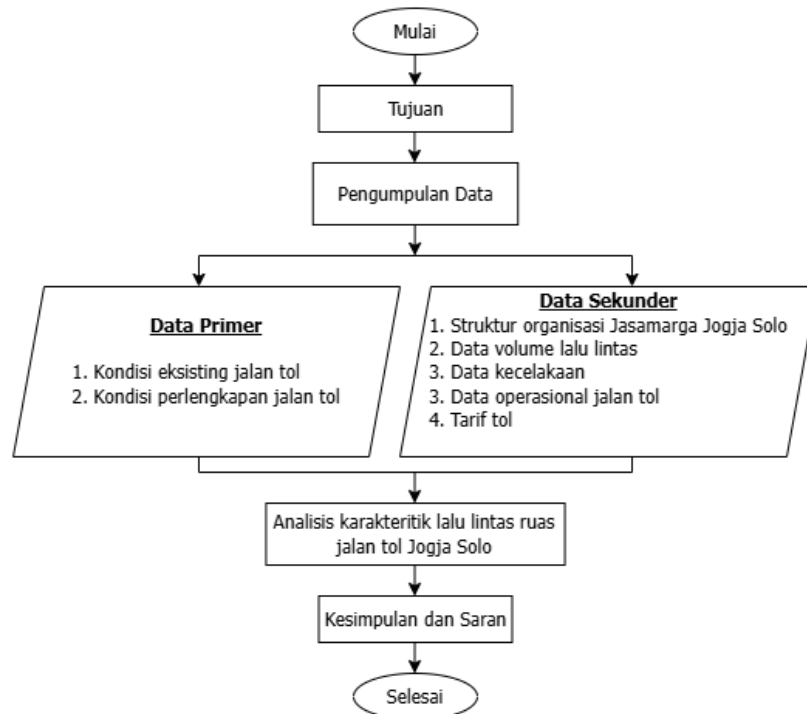 Mulai
Tujuan
Pengumpulan Data
Data Primer
1. Kondisi eksisting jalan tol
2. Kondisi perlengkapan jalan tol
Data Sekunder
1. Struktur organisasi Jasamarga Jogja Solo
2. Data volume lalu lintas
3. Data kecelakaan
3. Data operasional jalan tol
4. Tarif tol
Analisis karakteritik lalu lintas ruas
jalan tol Jogja Solo
Kesimpulan dan Saran
Selesai